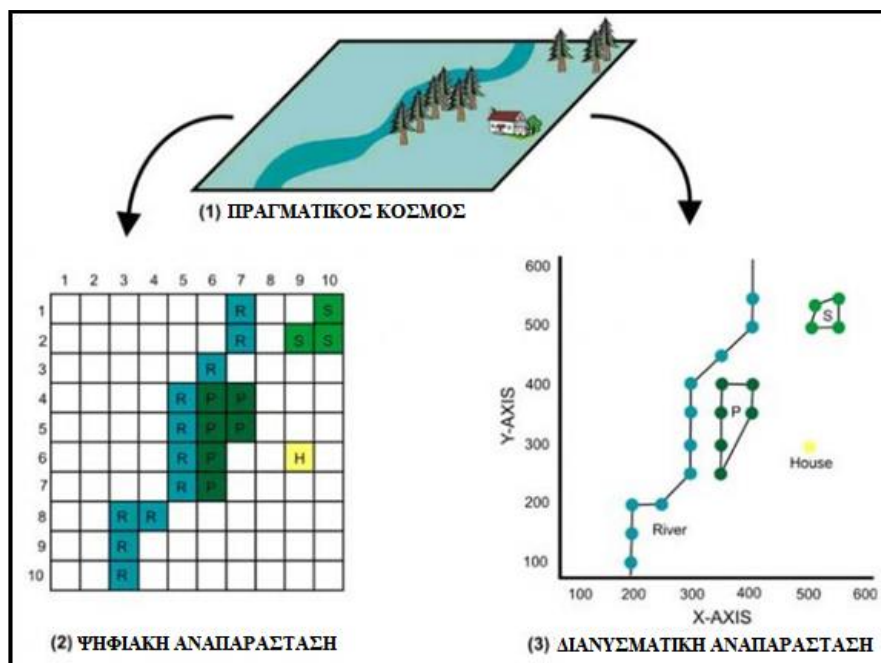 (1) ΠΡΑΓΜΑΤΙΚΟΣ ΚΟΣΜΟΣ
1 2 3 4 5 6 7 8 9 10
1 R S
2 R S S
3 R
4 R P P
5 R P P
6 R P H
7 R P
8 R R
9 R
10 R
(2) ΨΗΦΙΑΚΗ ΑΝΑΠΑΡΑΣΤΑΣΗ
Y-AXIS
600
500
400
300
200
100
S
P
House
River
100 200 300 400 500 600
X-AXIS
(3) ΔΙΑΝΥΣΜΑΤΙΚΗ ΑΝΑΠΑΡΑΣΤΑΣΗ